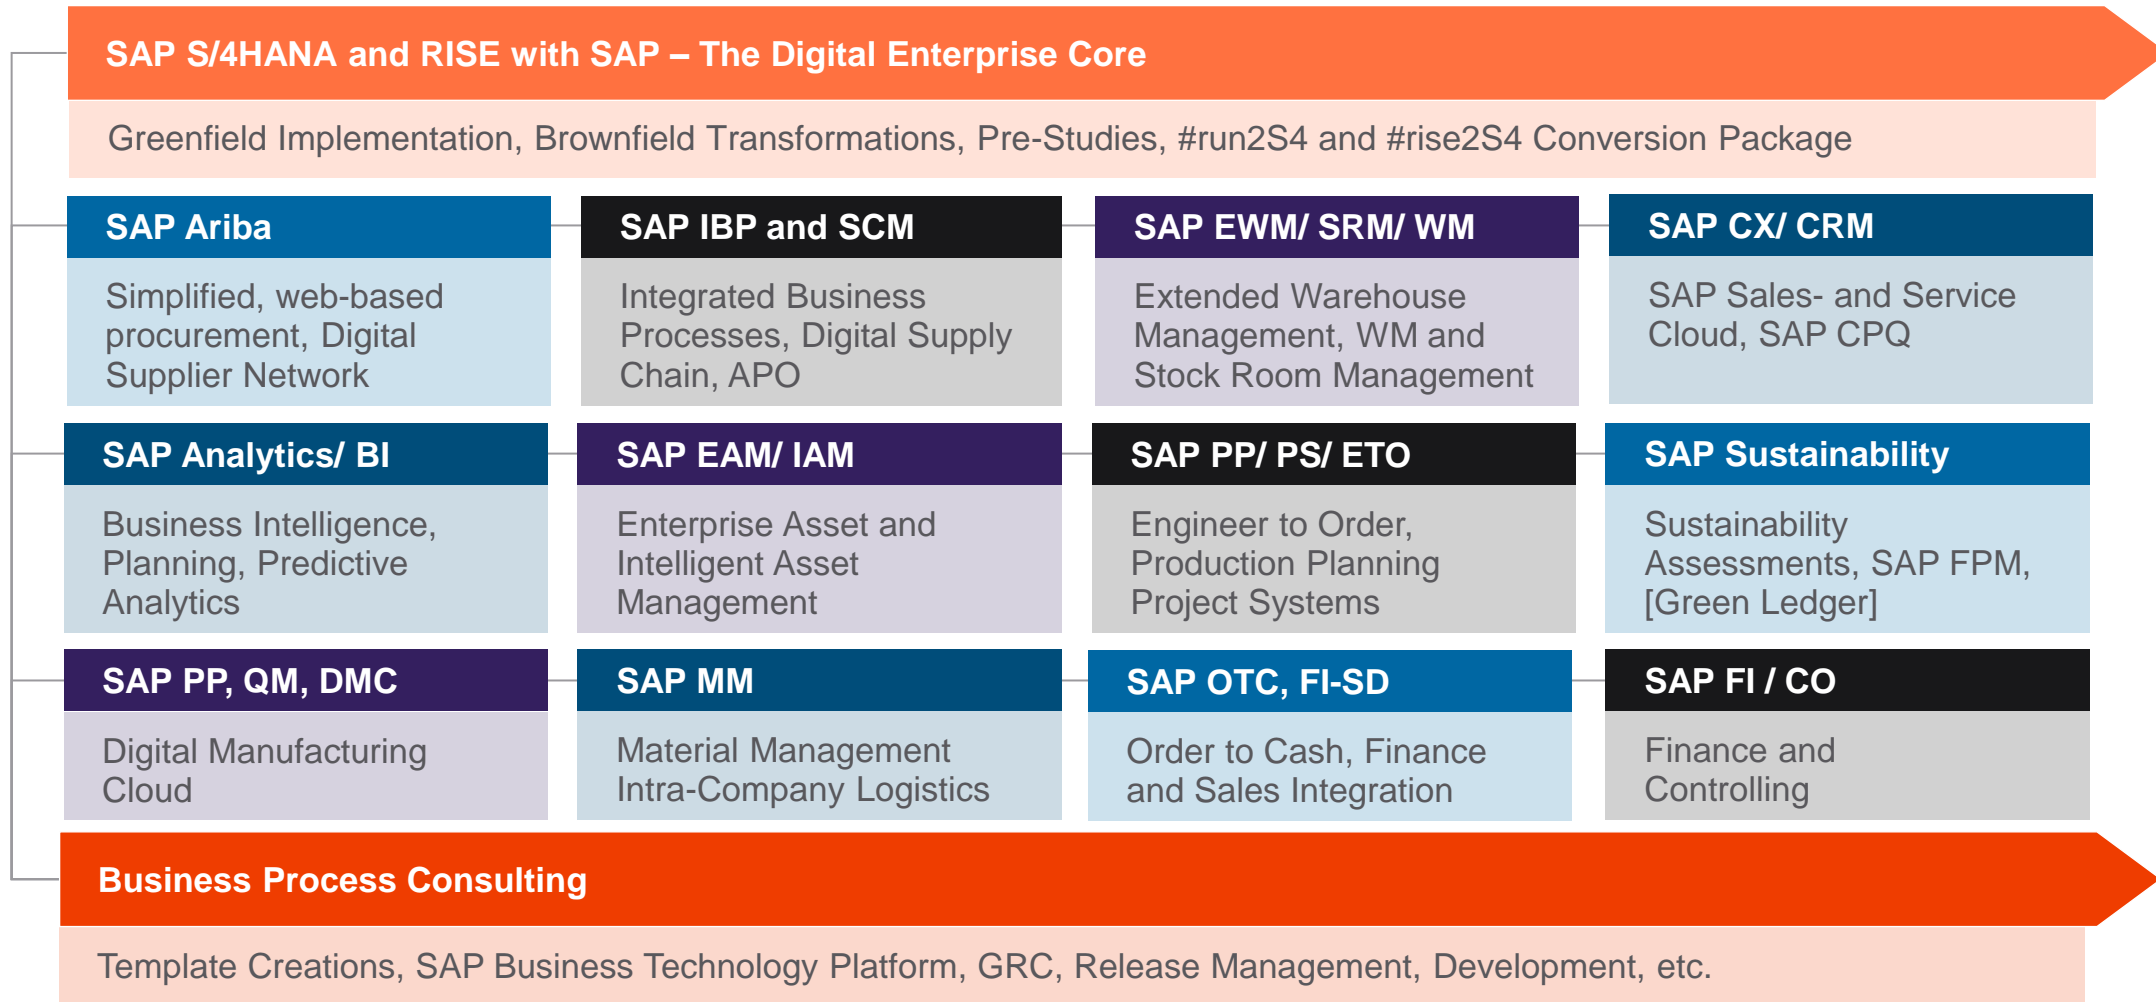 SAP S/4HANA and RISE with SAP – The Digital Enterprise Core
Greenfield Implementation, Brownfield Transformations, Pre-Studies, #run2S4 and #rise2S4 Conversion Package
SAP Ariba
Simplified, web-based
procurement, Digital
Supplier Network
SAP IBP and SCM
Integrated Business
Processes, Digital Supply
Chain, APO
SAP EWM/ SRM/ WM
Extended Warehouse
Management, WM and
Stock Room Management
SAP CX/ CRM
SAP Sales- and Service
Cloud, SAP CPQ
SAP Analytics/ BI
Business Intelligence,
Planning, Predictive
Analytics
SAP EAM/ IAM
Enterprise Asset and
Intelligent Asset
Management
SAP PP/ PS/ ETO
Engineer to Order,
Production Planning
Project Systems
SAP Sustainability
Sustainability
Assessments, SAP FPM,
[Green Ledger]
SAP PP, QM, DMC
Digital Manufacturing
Cloud
SAP MM
Material Management
Intra-Company Logistics
SAP OTC, FI-SD
Order to Cash, Finance
and Sales Integration
SAP FI / CO
Finance and
Controlling
Business Process Consulting
Template Creations, SAP Business Technology Platform, GRC, Release Management, Development, etc.